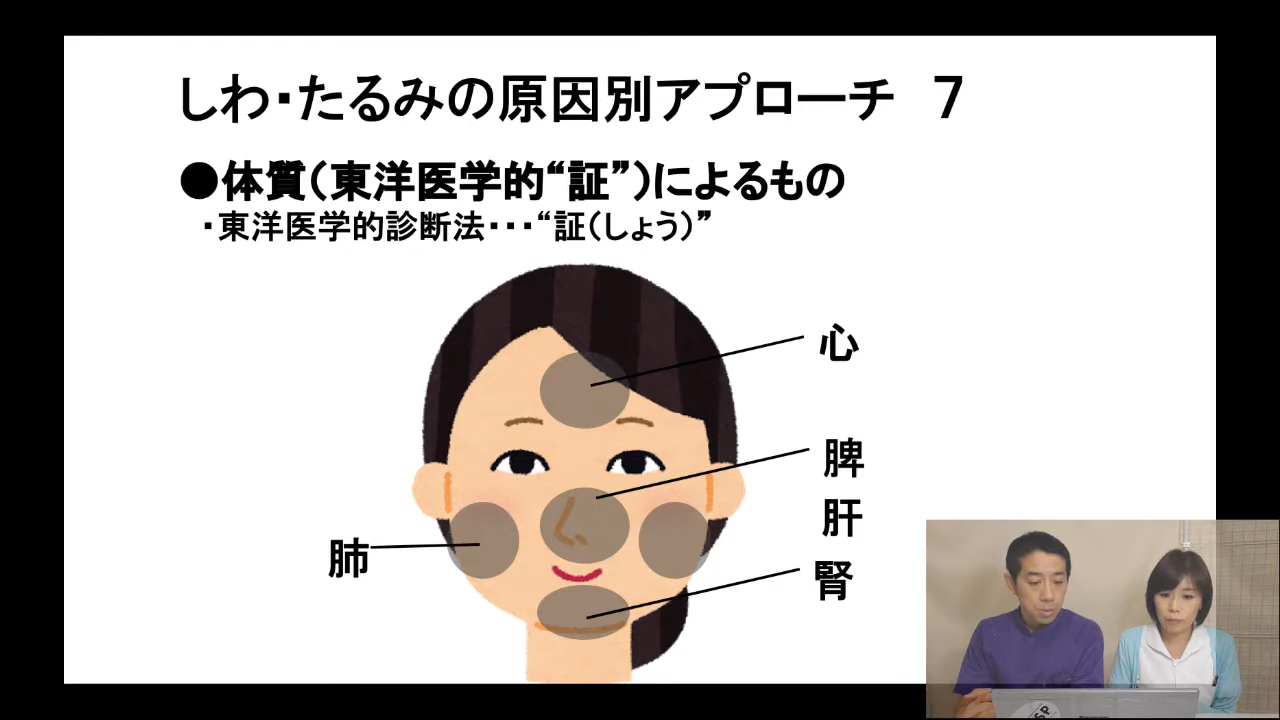 しわ・たるみの原因別アプローチ　７
●体質（東洋医学的“証”）によるもの
・東洋医学的診断法・・・“証（しょう）”
心
脾
肝
肺
腎